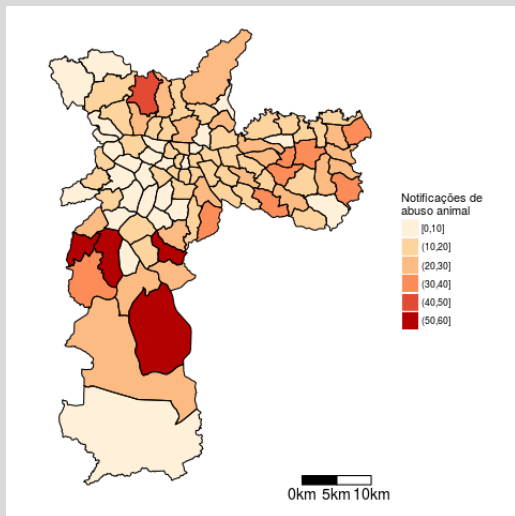 Notificações de
abuso animal
[0,10]
(10,20]
(20,30]
(30,40]
(40,50]
(50,60]
0km 5km 10km